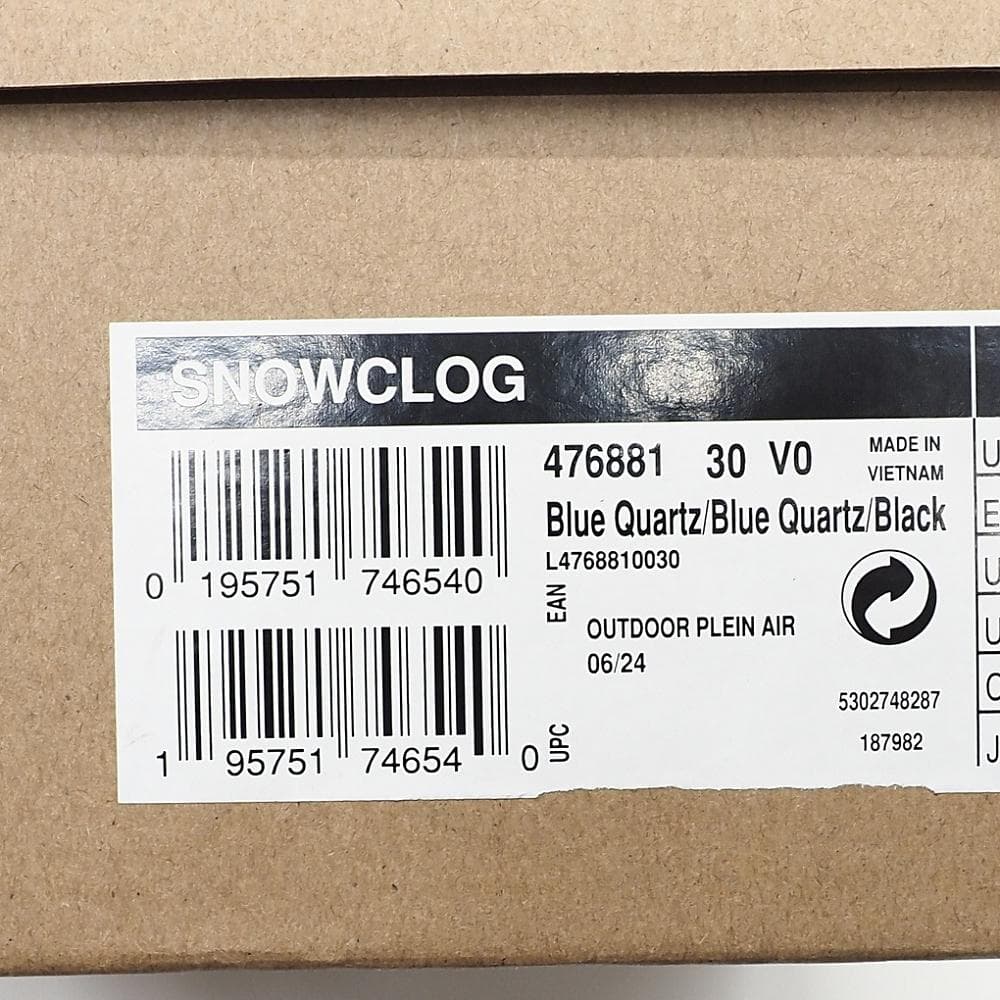 SNOWCLOG
476881 30 V0
MADE IN
VIETNAM
Blue Quartz/Blue Quartz/Black
L4768810030
0 195751 746540
EAN
OUTDOOR PLEIN AIR
06/24
5302748287
187982
1 95751 74654 0
UPC
U
E
U
U
C
J